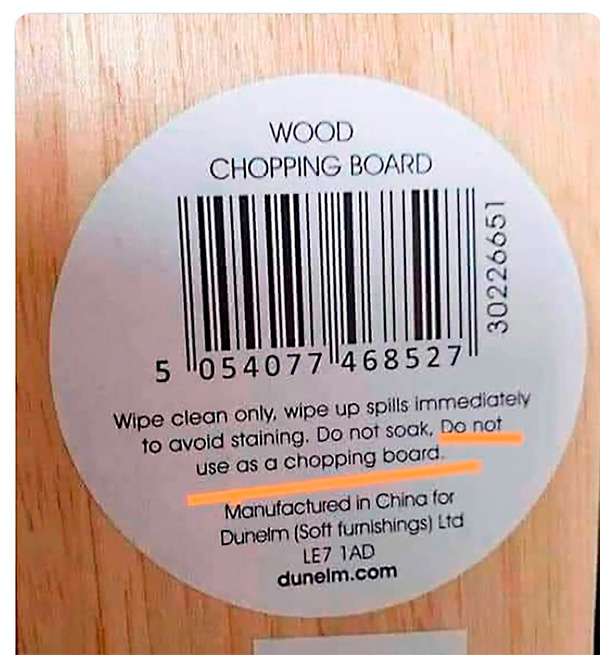 WOOD
CHOPPING BOARD
30226651
5 054077 468527
Wipe clean only, wipe up spills immediately
to avoid staining. Do not soak, Do not
use as a chopping board.
Manufactured in China for
Dunelm (Soft furnishings) Ltd
LE7 1AD
dunelm.com